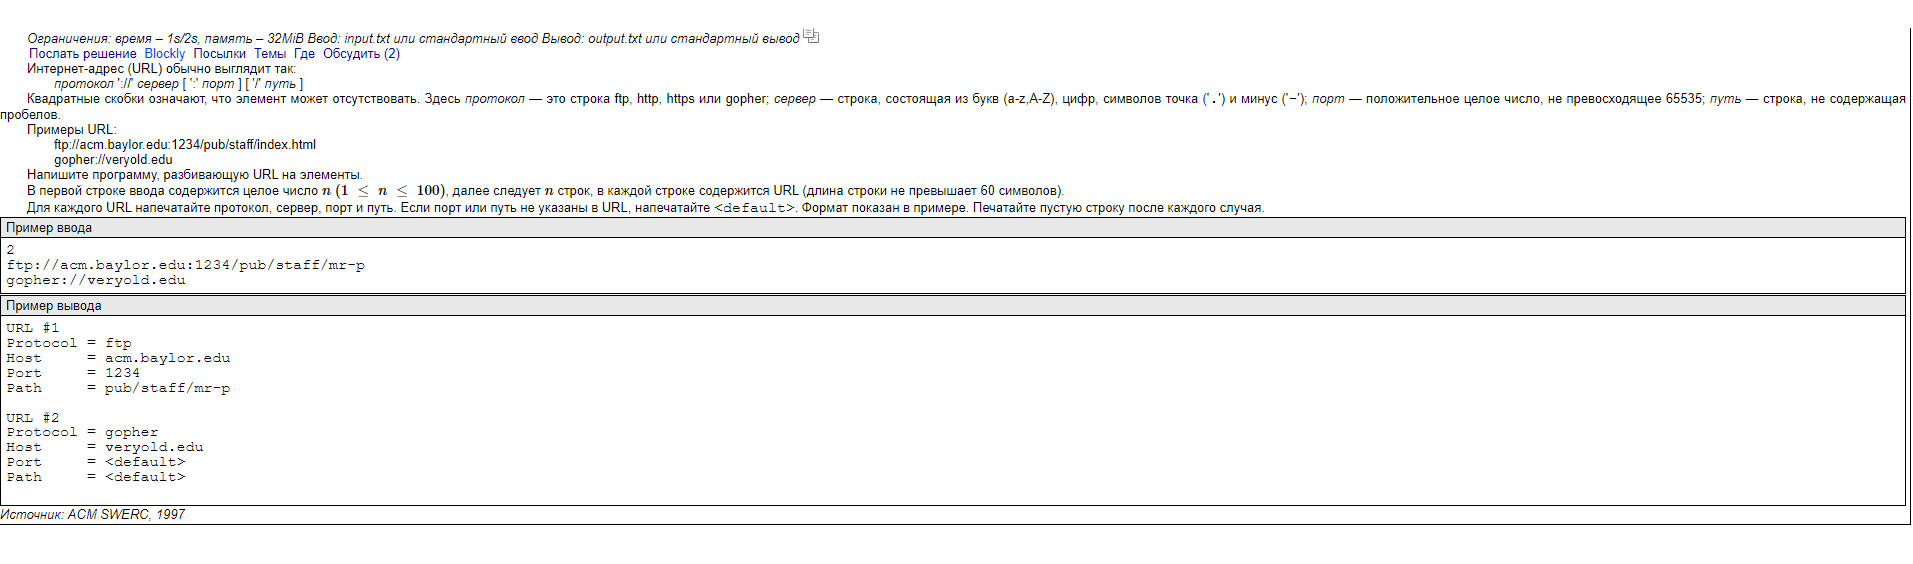 Ограничения: время – 1s/2s, память – 32MiB Ввод: input.txt или стандартный ввод Вывод: output.txt или стандартный вывод
Послать решение Blockly Посылки Темы Где Обсудить (2)
Интернет-адрес (URL) обычно выглядит так:
протокол '://' сервер [ ':' порт ] [ '/' путь ]
Квадратные скобки означают, что элемент может отсутствовать. Здесь протокол — это строка ftp, http, https или gopher; сервер — строка, состоящая из букв (a-z,A-Z), цифр, символов точка ('.') и минус ('−'); порт — положительное целое число, не превосходящее 65535; путь — строка, не содержащая
пробелов.
Примеры URL:
ftp://acm.baylor.edu:1234/pub/staff/index.html
gopher://veryold.edu
Напишите программу, разбивающую URL на элементы.
В первой строке ввода содержится целое число n (1 ≤ n ≤ 100), далее следует n строк, в каждой строке содержится URL (длина строки не превышает 60 символов).
Для каждого URL напечатайте протокол, сервер, порт и путь. Если порт или путь не указаны в URL, напечатайте <default>. Формат показан в примере. Печатайте пустую строку после каждого случая.
Пример ввода
2
ftp://acm.baylor.edu:1234/pub/staff/mr-p
gopher://veryold.edu
Пример вывода
URL #1
Protocol = ftp
Host     = acm.baylor.edu
Port     = 1234
Path     = pub/staff/mr-p
URL #2
Protocol = gopher
Host     = veryold.edu
Port     = <default>
Path     = <default>
Источник: ACM SWERC, 1997